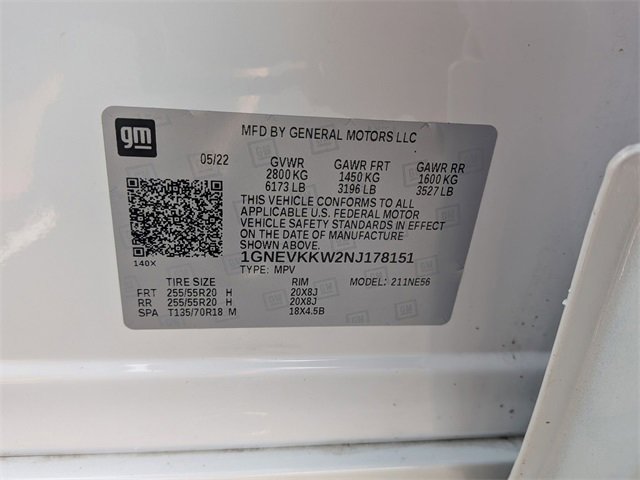 gm
MFD BY GENERAL MOTORS LLC
05/22 GVWR GAWR FRT GAWR RR
2800 KG 1450 KG 1600 KG
6173 LB 3196 LB 3527 LB
THIS VEHICLE CONFORMS TO ALL
APPLICABLE U.S. FEDERAL MOTOR
VEHICLE SAFETY STANDARDS IN EFFECT
ON THE DATE OF MANUFACTURE
SHOWN ABOVE.
1GNEVKKW2NJ178151
140X
TYPE: MPV
TIRE SIZE RIM MODEL: 211NE56
FRT 255/55R20 H 20X8J
RR 255/55R20 H 20X8J
SPA T135/70R18 M 18X4.5B